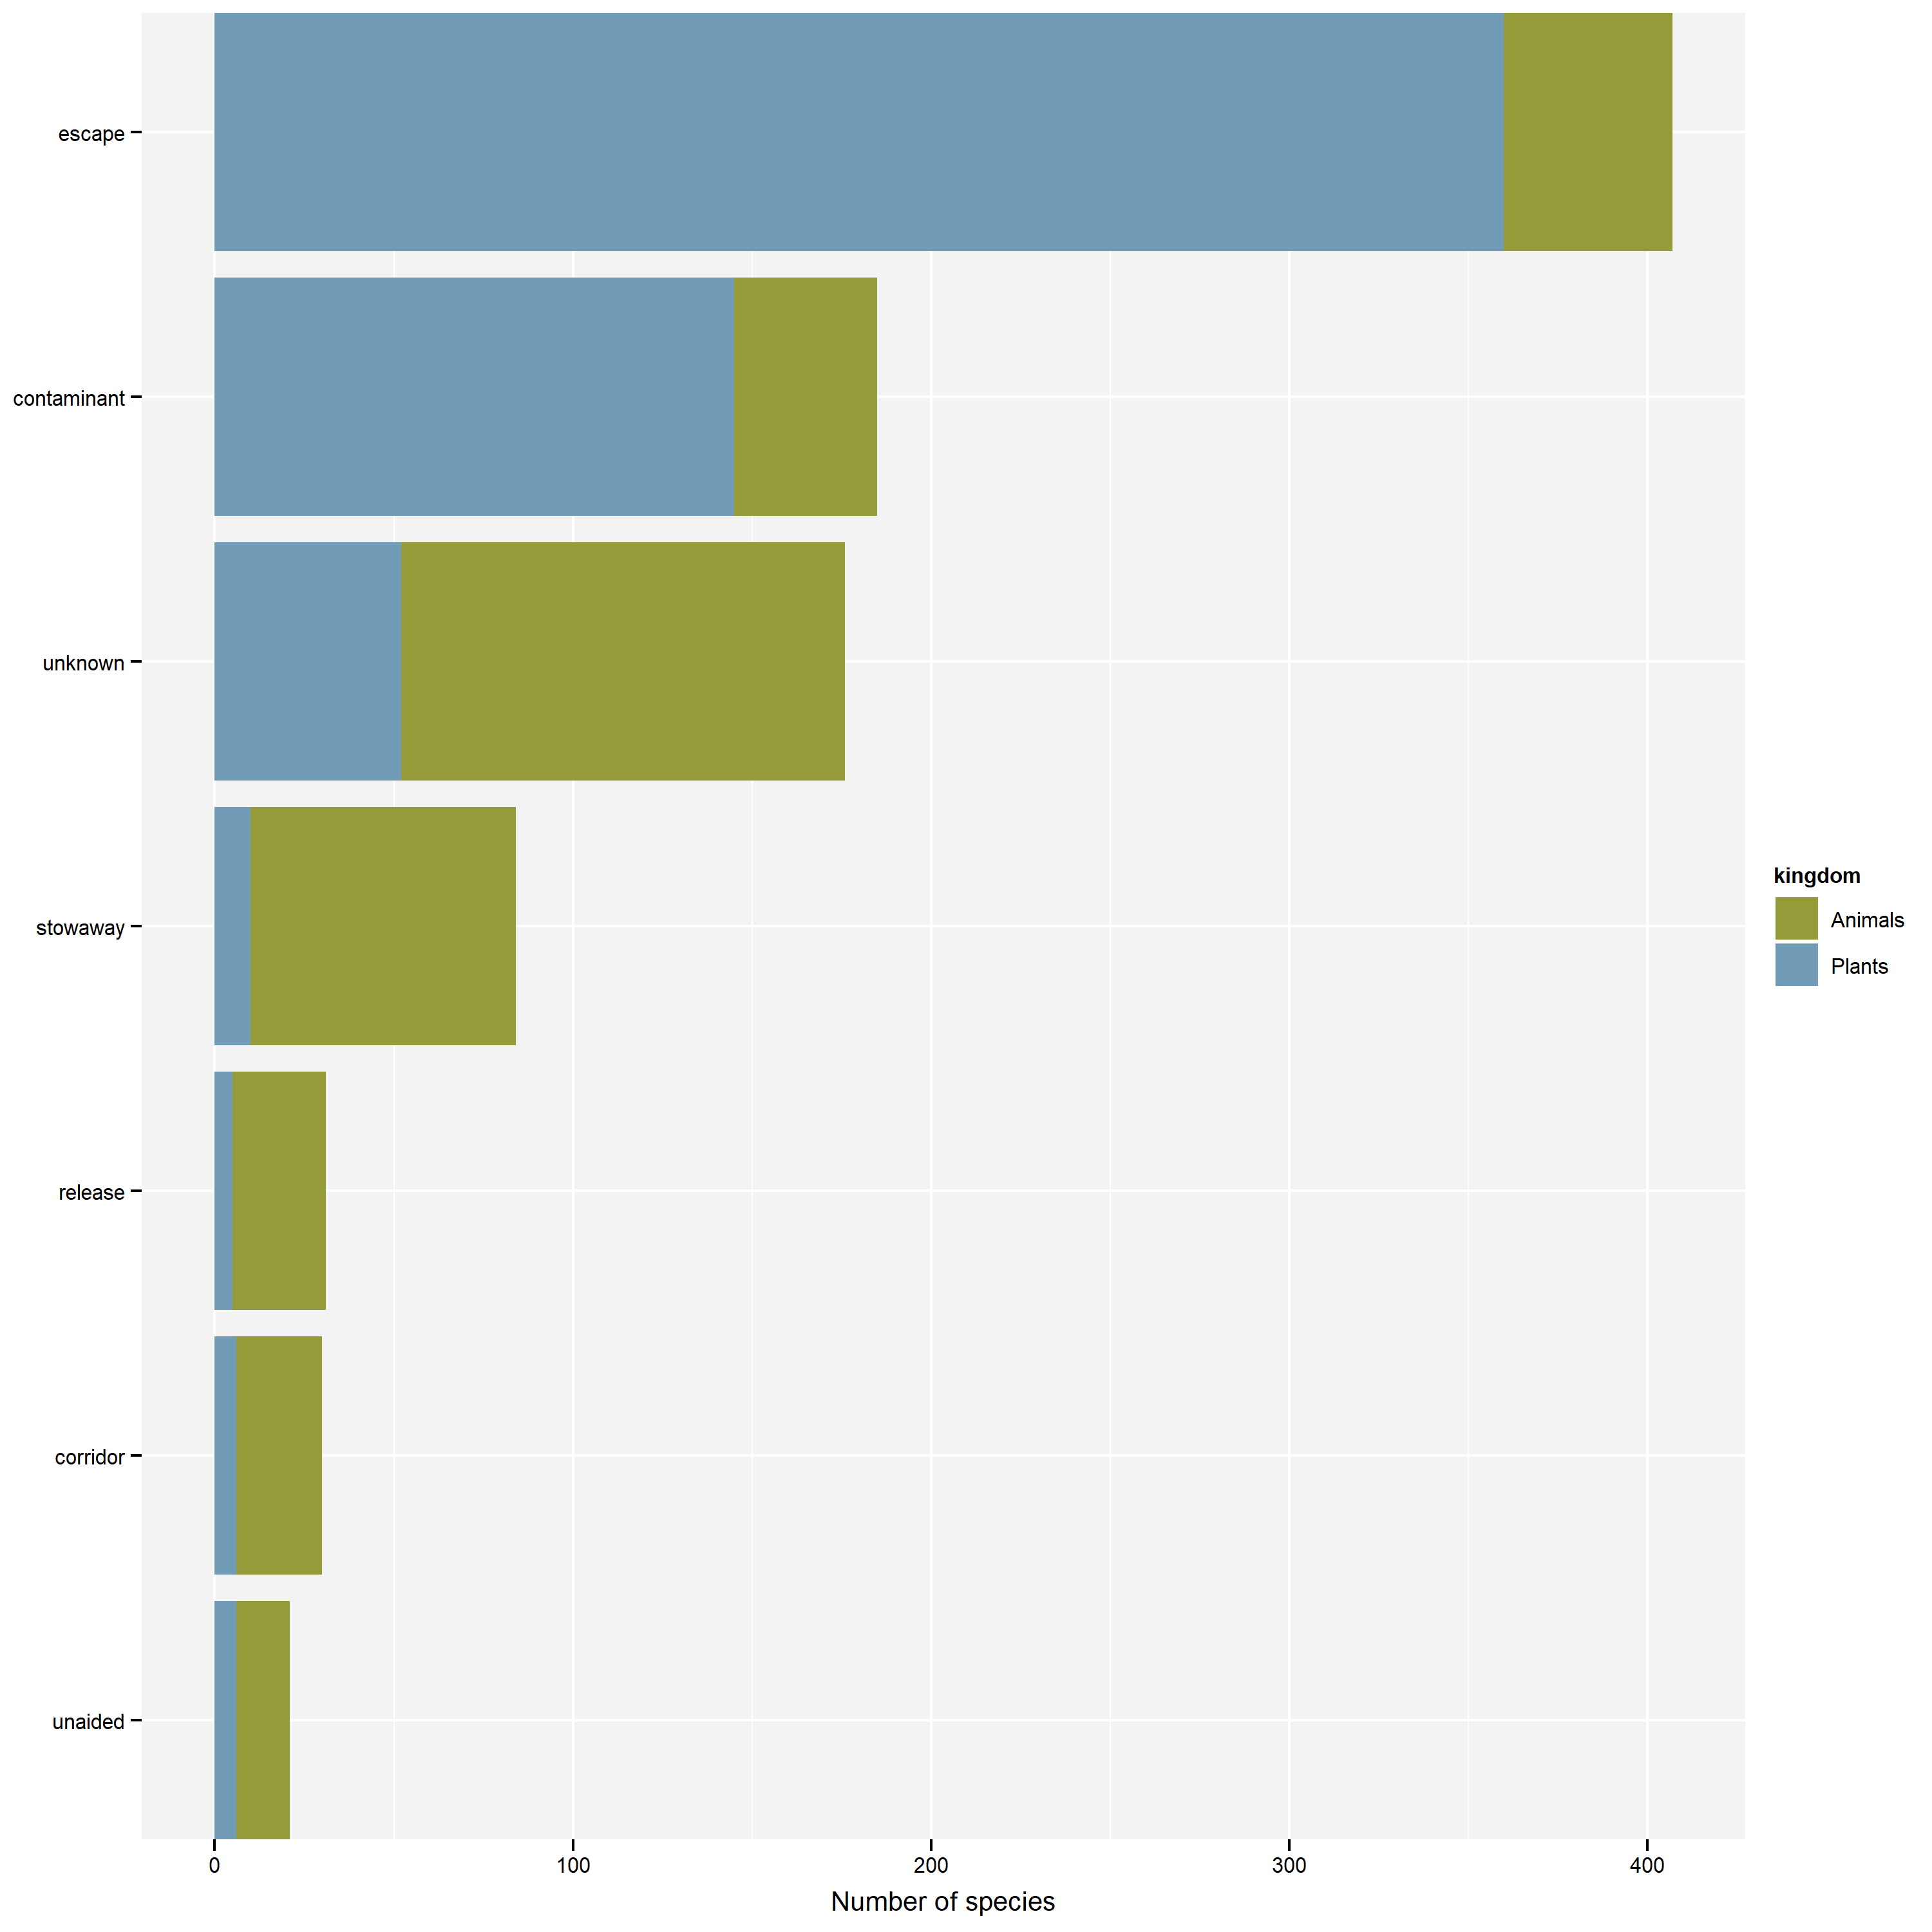 escape
contaminant
unknown
stowaway
release
corridor
unaided
0 100 200 300 400
Number of species
kingdom
Animals
Plants